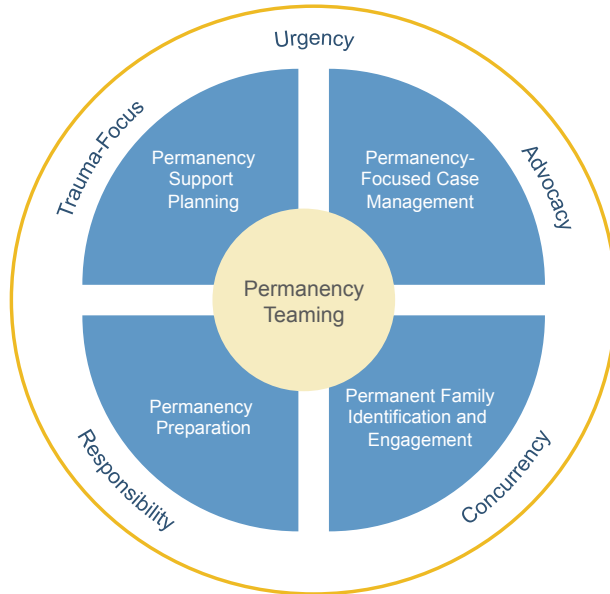 Urgency
Trauma-Focus
Advocacy
Permanency
Support
Planning
Permanency-
Focused Case
Management
Permanency
Teaming
Permanency
Preparation
Permanent Family
Identification and
Engagement
Responsibility
Concurrency